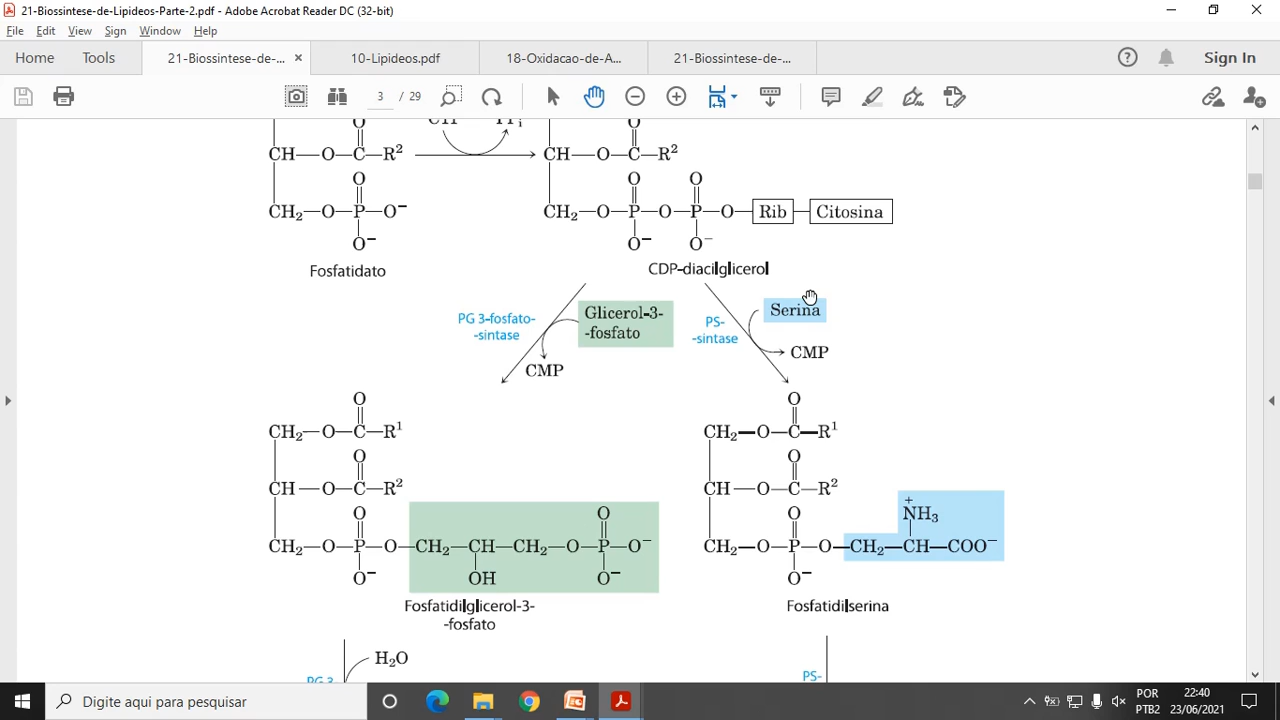 21-Biossintese-de-Lipideos-Parte-2.pdf - Adobe Acrobat Reader DC (32-bit)
File Edit View Sign Window Help
Home Tools 21-Biossintese-de-... × 10-Lipideos.pdf 18-Oxidacao-de-A... 21-Biossintese-de-... Sign In
3 / 29
CH—O—C—R² CH—O—C—R²
O O O
CH₂—O—P—O⁻ CH₂—O—P—O—P—O—Rib—Citosina
O⁻ O⁻ O⁻
Fosfatidato CDP-diacilglicerol
PG 3-fosfato-
-sintase
Glicerol-3-
-fosfato
CMP
PS-
-sintase
Serina
CMP
O O
CH₂—O—C—R¹ CH₂—O—C—R¹
O O
CH—O—C—R² CH—O—C—R²
O O O +NH₃
CH₂—O—P—O—CH₂—CH—CH₂—O—P—O⁻ CH₂—O—P—O—CH₂—CH—COO⁻
O⁻ OH O⁻ O⁻
Fosfatidilglicerol-3-
-fosfato
Fosfatidilserina
H₂O
PG 3 PS-
Digite aqui para pesquisar
POR
PTB2
22:40
23/06/2021